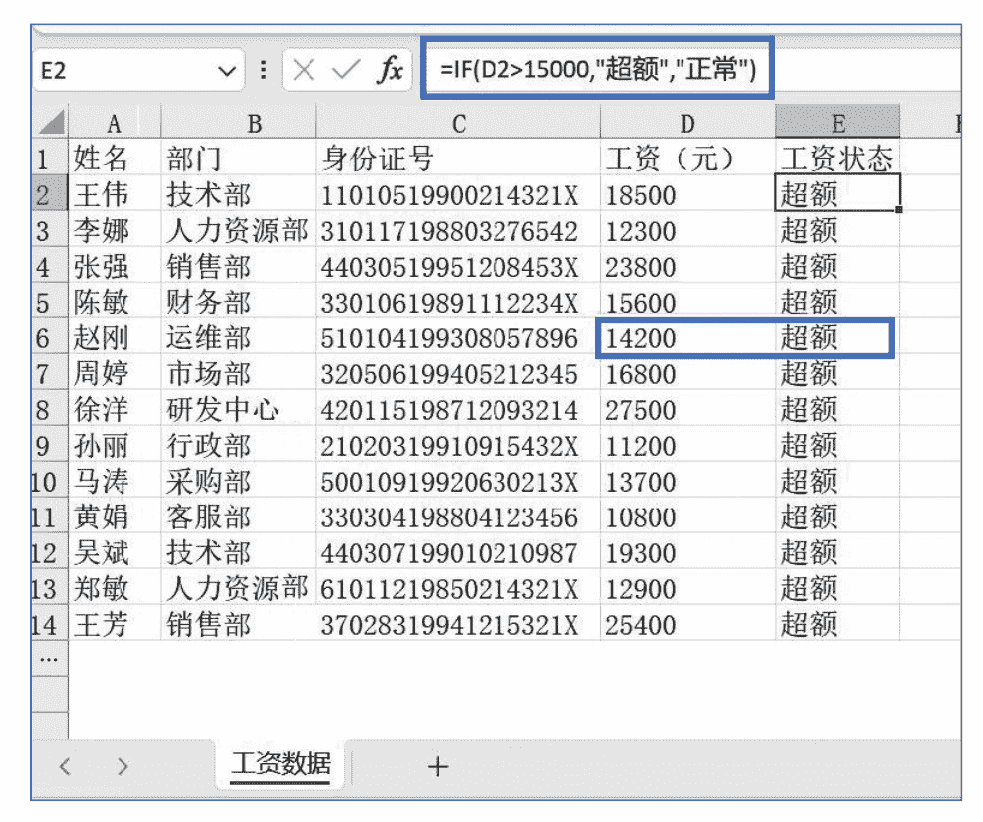 E2 fx =IF(D2>15000,"超额","正常")
A B C D E
1 姓名 部门 身份证号 工资（元） 工资状态
2 王伟 技术部 11010519900214321X 18500 超额
3 李娜 人力资源部 310117198803276542 12300 超额
4 张强 销售部 44030519951208453X 23800 超额
5 陈敏 财务部 33010619891112234X 15600 超额
6 赵刚 运维部 510104199308057896 14200 超额
7 周婷 市场部 320506199405212345 16800 超额
8 徐洋 研发中心 420115198712093214 27500 超额
9 孙丽 行政部 21020319910915432X 11200 超额
10 马涛 采购部 50010919920630213X 13700 超额
11 黄娟 客服部 330304198804123456 10800 超额
12 吴斌 技术部 440307199010210987 19300 超额
13 郑敏 人力资源部 61011219850214321X 12900 超额
14 王芳 销售部 37028319941215321X 25400 超额
...
工资数据 +